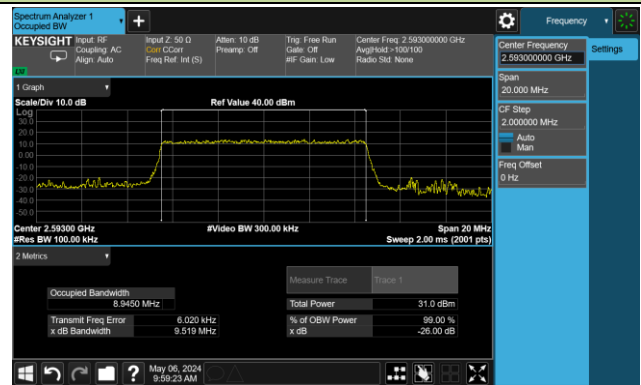 Spectrum Analyzer 1
Occupied BW
Frequency
KEYSIGHT
Input: RF
Coupling: AC
Align: Auto
Input Z: 50 Ω
Corr CCorr
Freq Ref: Int (S)
Atten: 10 dB
Preamp: Off
Trig: Free Run
Gate: Off
#IF Gain: Low
Center Freq: 2.593000000 GHz
Avg|Hold:>100/100
Radio Std: None
Center Frequency
2.593000000 GHz
Settings
Span
20.000 MHz
CF Step
2.000000 MHz
Auto
Man
Freq Offset
0 Hz
1 Graph
Scale/Div 10.0 dB
Ref Value 40.00 dBm
Log
30.0
20.0
10.0
0.00
-10.0
-20.0
-30.0
-40.0
-50.0
Center 2.59300 GHz
#Video BW 300.00 kHz
Span 20 MHz
#Res BW 100.00 kHz
Sweep 2.00 ms (2001 pts)
2 Metrics
Measure Trace
Trace 1
Occupied Bandwidth
8.9450 MHz
Total Power
31.0 dBm
Transmit Freq Error
6.020 kHz
% of OBW Power
99.00 %
x dB Bandwidth
9.519 MHz
x dB
-26.00 dB
May 06, 2024
9:59:23 AM